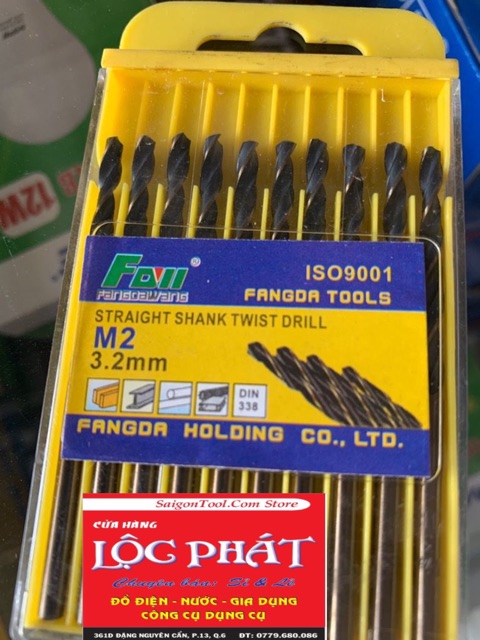 12W
FDW ®
FANGDAWANG
ISO9001
FANGDA TOOLS
STRAIGHT SHANK TWIST DRILL
M2
3.2mm
DIN
338
FANGDA HOLDING CO., LTD.
SaigonTool.Com Store
CỬA HÀNG
LỘC PHÁT
Chuyên bán: Sỉ & Lẻ
ĐỒ ĐIỆN - NƯỚC - GIA DỤNG
CÔNG CỤ DỤNG CỤ
361D ĐẶNG NGUYÊN CẨN, P.13, Q.6 ĐT: 0779.680.086